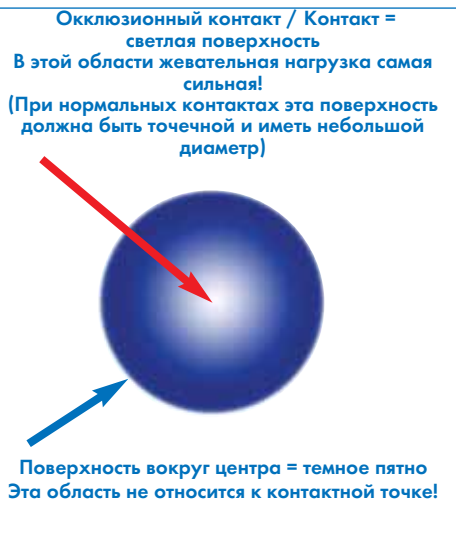 Окклюзионный контакт / Контакт =
светлая поверхность
В этой области жевательная нагрузка самая
сильная!
(При нормальных контактах эта поверхность
должна быть точечной и иметь небольшой
диаметр)
Поверхность вокруг центра = темное пятно
Эта область не относится к контактной точке!